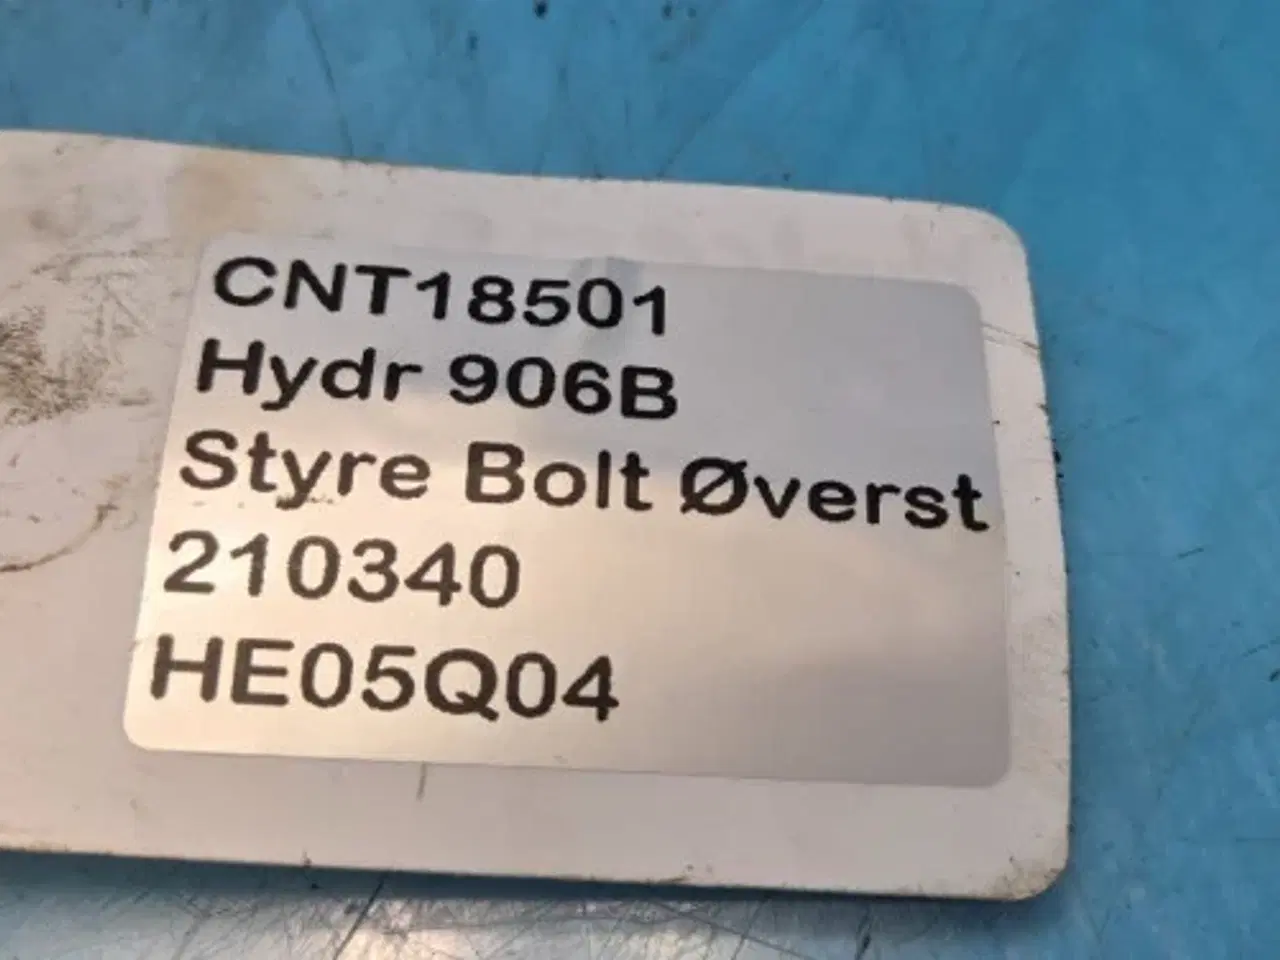 CNT18501
Hydr 906B
Styre Bolt Øverst
210340
HE05Q04